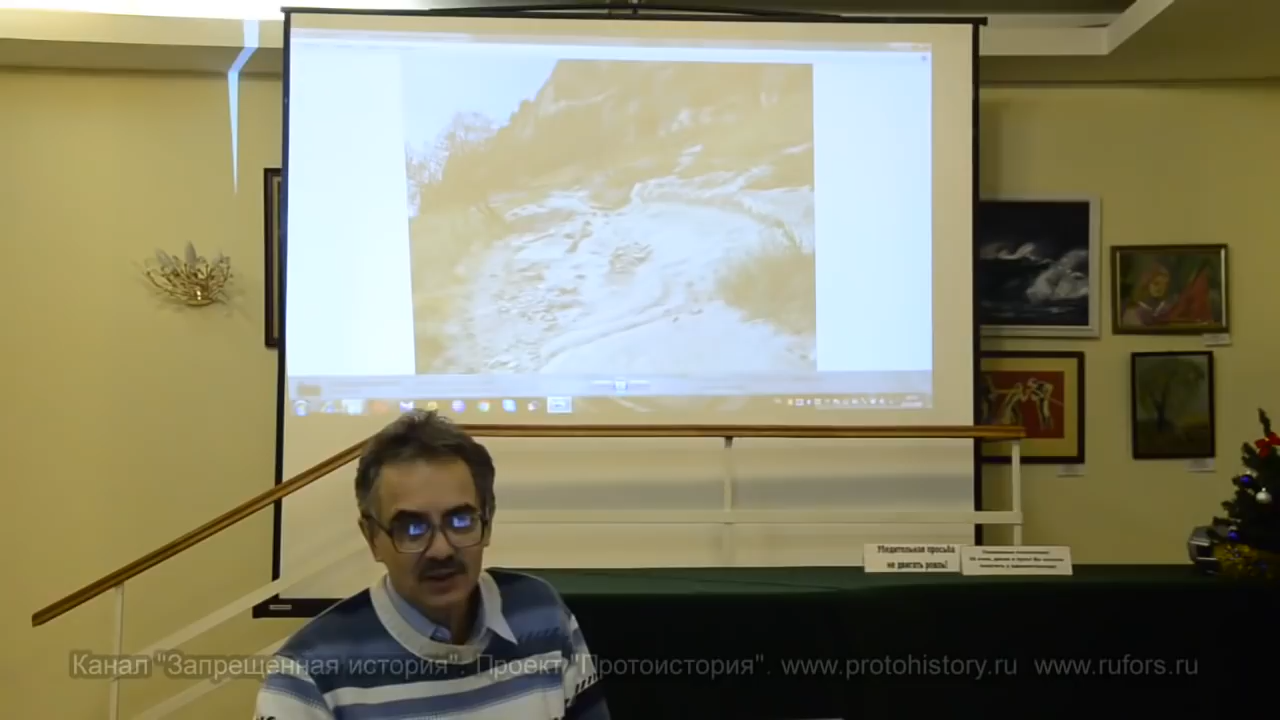 Убедительная просьба
не двигать рояль!
Канал "Запрещенная история". Проект "Протоистория". www.protohistory.ru www.rufors.ru